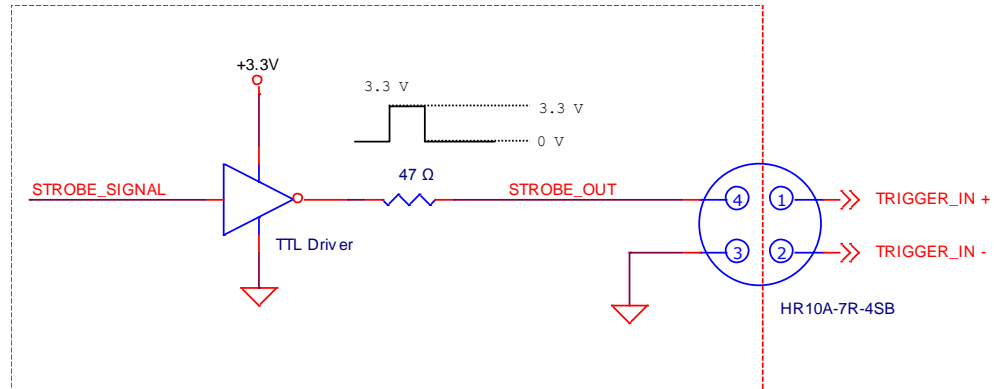 +3.3V
3.3 V
3.3 V
0 V
47 Ω
STROBE_SIGNAL
STROBE_OUT
4
1
TRIGGER_IN +
TTL Driver
3
2
TRIGGER_IN -
HR10A-7R-4SB